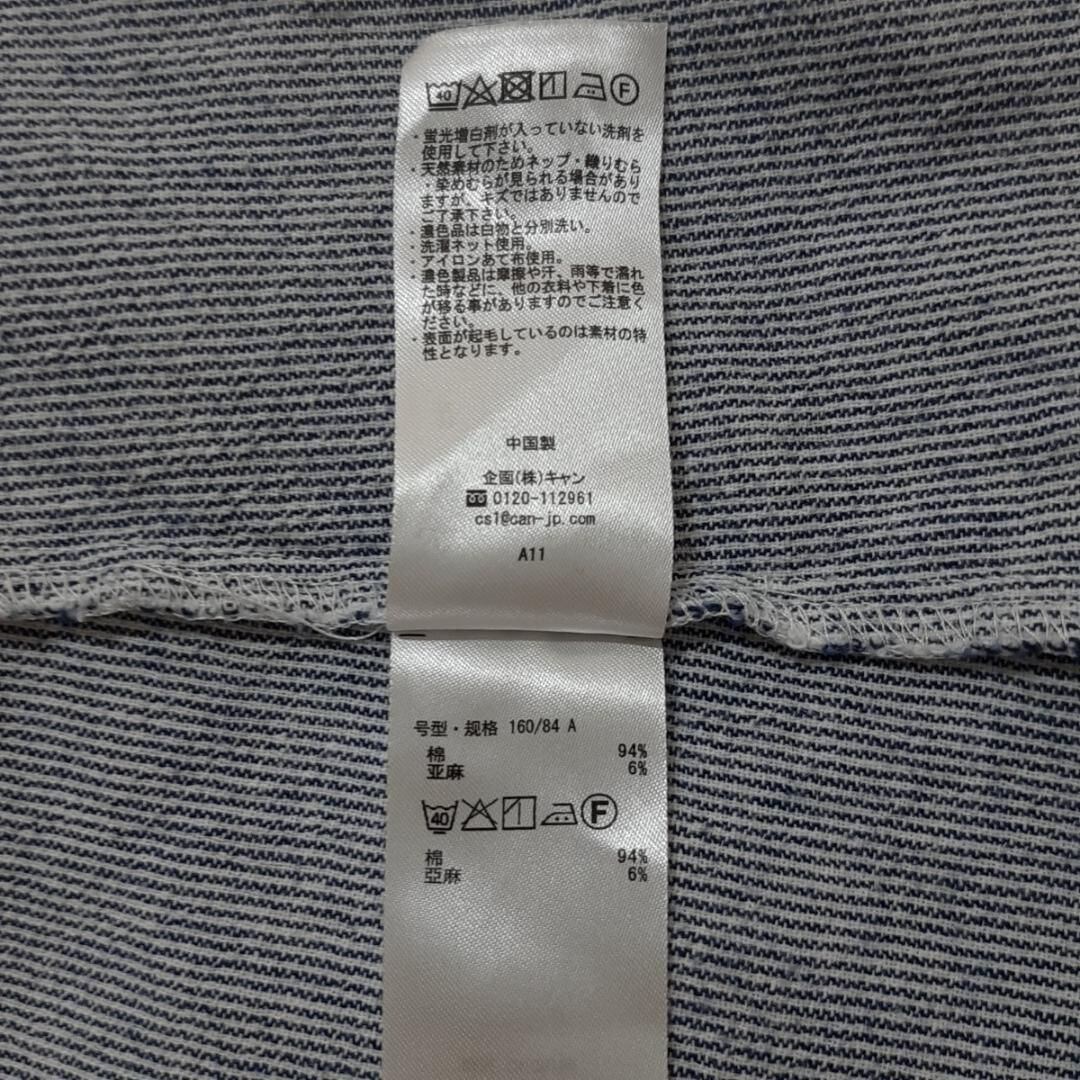 40 F
・蛍光増白剤が入っていない洗剤を
使用して下さい。
・天然素材のためネップ・織りむら
・染めむらが見られる場合があり
ますが、キズではありませんので
ご了承下さい。
・濃色品は白物と分別洗い。
・洗濯ネット使用。
・アイロンあて布使用。
・濃色製品は摩擦や汗、雨等で濡れ
た時などに、他の衣料や下着に色
が移る事がありますのでご注意く
ださい。
・表面が起毛しているのは素材の特
性となります。
中国製
企画(株)キャン
0120-112961
cs1@can-jp.com
A11
号型・规格 160/84 A
棉 94%
亚麻 6%
40 F
棉 94%
亞麻 6%